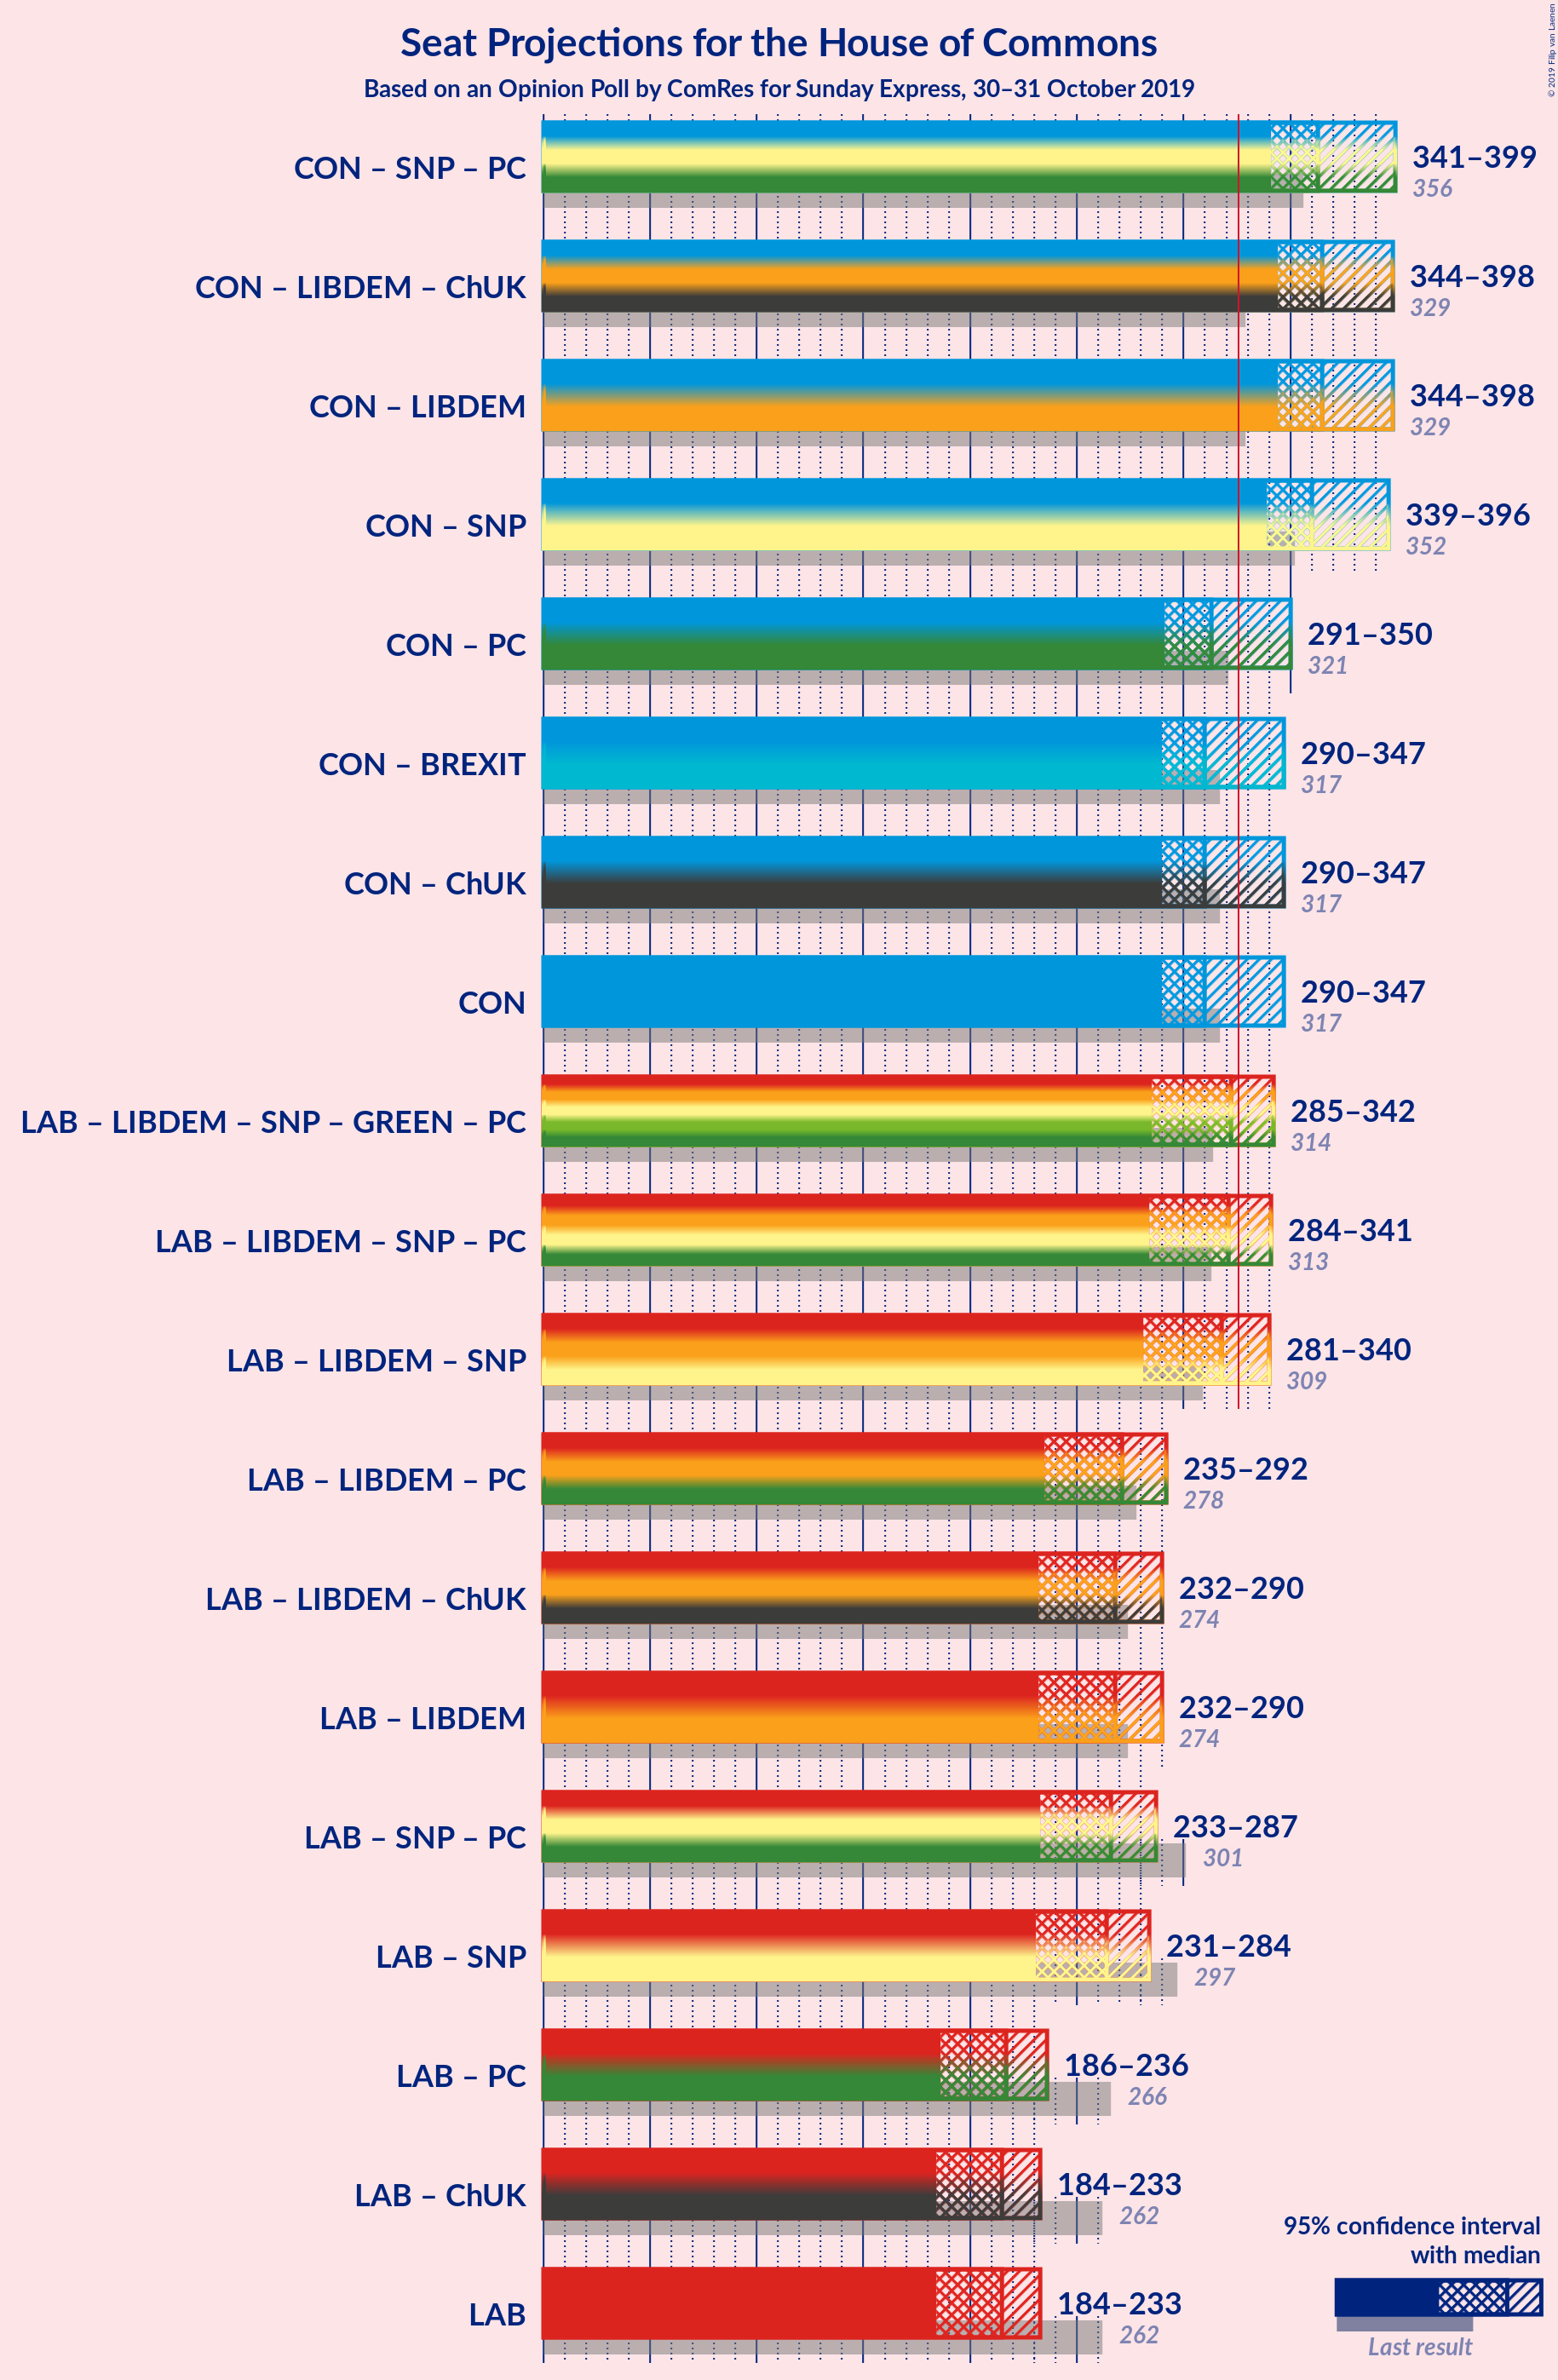 Seat Projections for the House of Commons
Based on an Opinion Poll by ComRes for Sunday Express, 30–31 October 2019
© 2019 Filip van Laenen
CON – SNP – PC
341–399
356
CON – LIBDEM – ChUK
344–398
329
CON – LIBDEM
344–398
329
CON – SNP
339–396
352
CON – PC
291–350
321
CON – BREXIT
290–347
317
CON – ChUK
290–347
317
CON
290–347
317
LAB – LIBDEM – SNP – GREEN – PC
285–342
314
LAB – LIBDEM – SNP – PC
284–341
313
LAB – LIBDEM – SNP
281–340
309
LAB – LIBDEM – PC
235–292
278
LAB – LIBDEM – ChUK
232–290
274
LAB – LIBDEM
232–290
274
LAB – SNP – PC
233–287
301
LAB – SNP
231–284
297
LAB – PC
186–236
266
LAB – ChUK
184–233
262
LAB
184–233
262
95% confidence interval
with median
Last result